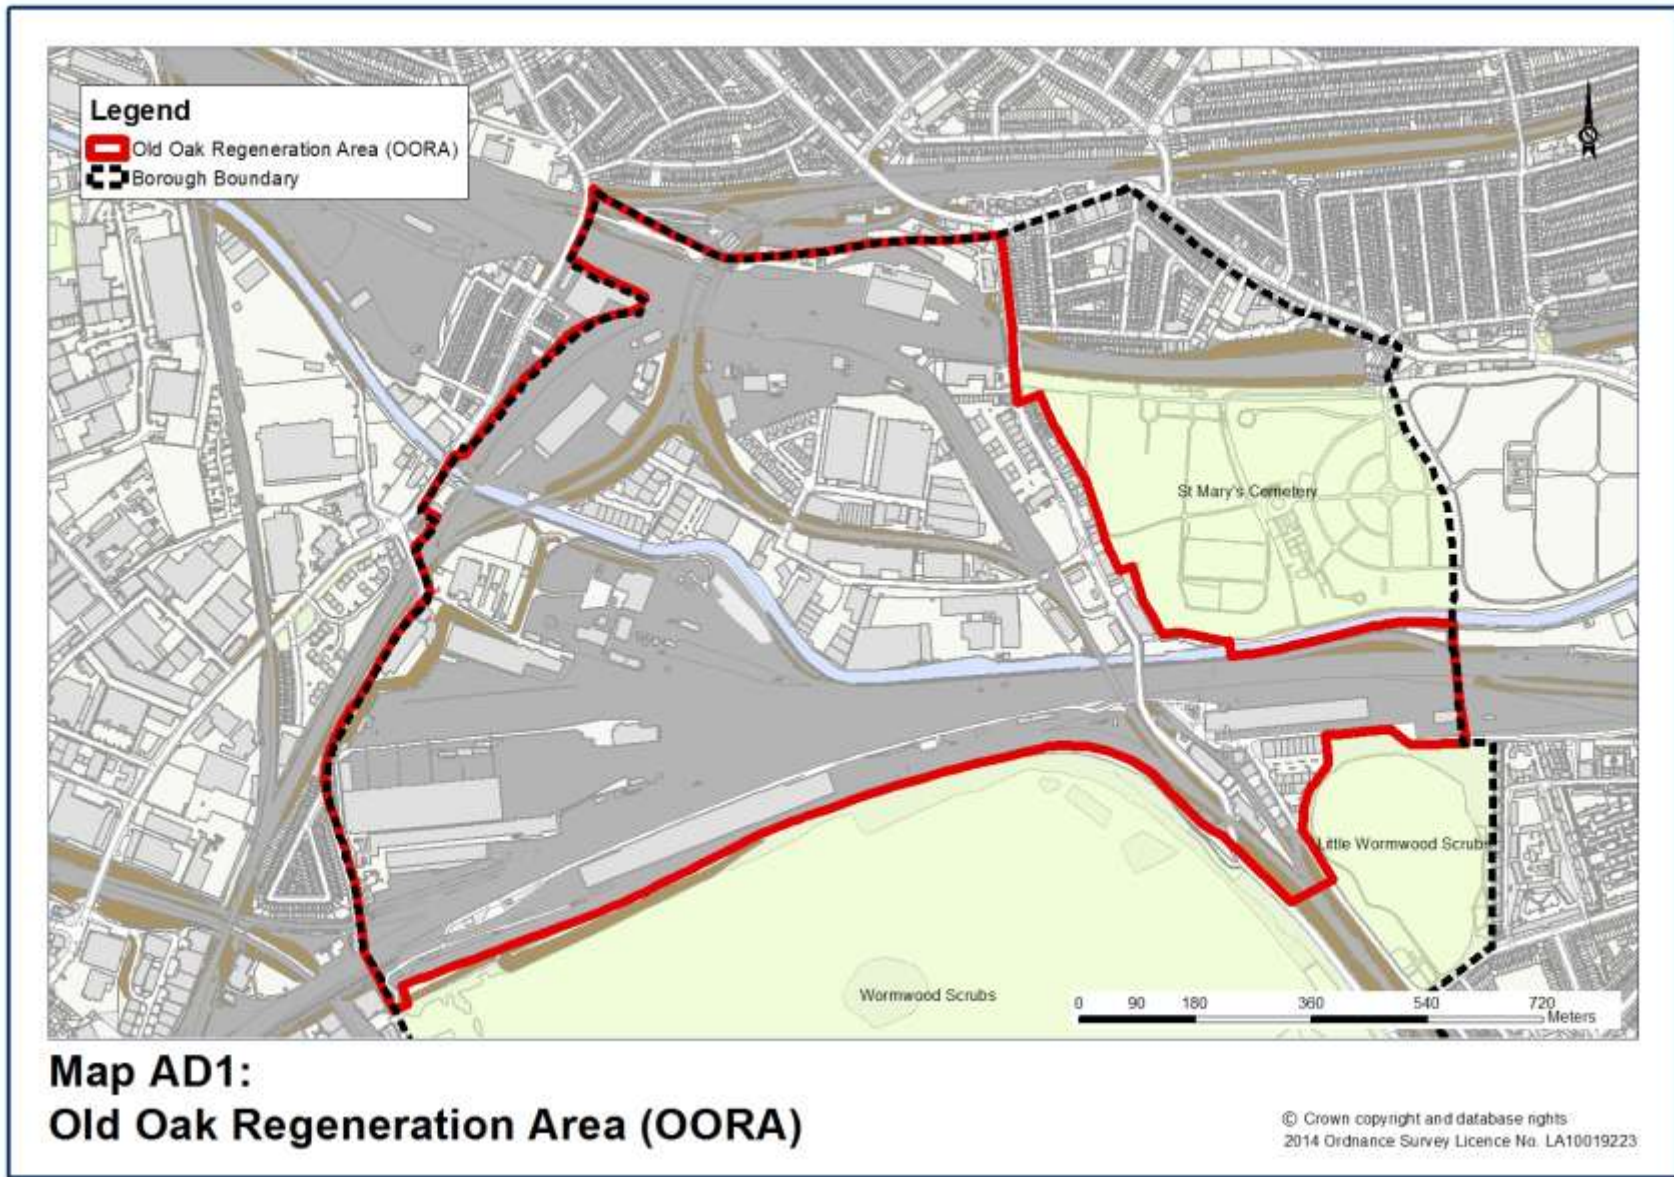 Legend
Old Oak Regeneration Area (OORA)
Borough Boundary
St Mary's Cemetery
Little Wormwood Scrubs
Wormwood Scrubs
0 90 180 360 540 720
Meters
Map AD1:
Old Oak Regeneration Area (OORA)
© Crown copyright and database rights
2014 Ordnance Survey Licence No. LA10019223